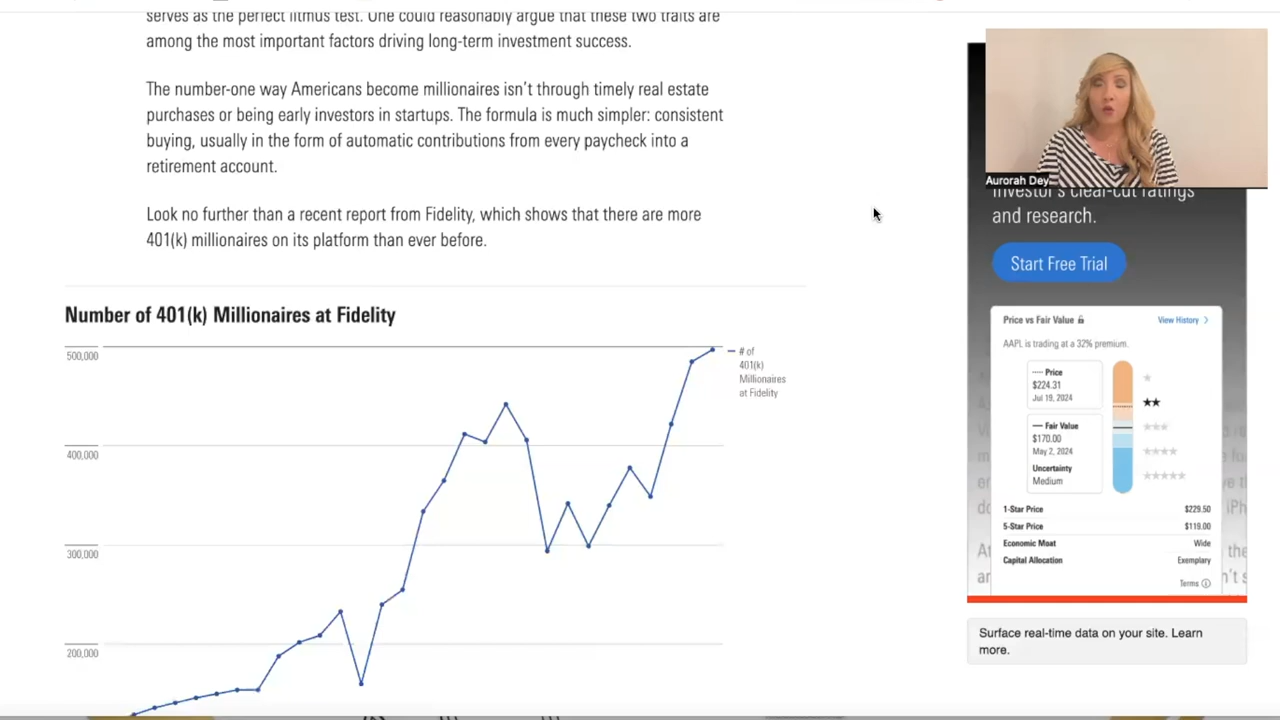 serves as the perfect litmus test. One could reasonably argue that these two traits are
among the most important factors driving long-term investment success.
The number-one way Americans become millionaires isn't through timely real estate
purchases or being early investors in startups. The formula is much simpler: consistent
buying, usually in the form of automatic contributions from every paycheck into a
retirement account.
Look no further than a recent report from Fidelity, which shows that there are more
401(k) millionaires on its platform than ever before.
Number of 401(k) Millionaires at Fidelity
500,000
400,000
300,000
200,000
# of
401(k)
Millionaires
at Fidelity
Aurorah Dey
Investor's clear-cut ratings
and research.
Start Free Trial
Price vs Fair Value
View History
AAPL is trading at a 32% premium.
Price
$224.31
Jul 19, 2024
Fair Value
$170.00
May 2, 2024
Uncertainty
Medium
1-Star Price $229.50
5-Star Price $119.00
Economic Moat Wide
Capital Allocation Exemplary
Terms
Surface real-time data on your site. Learn
more.